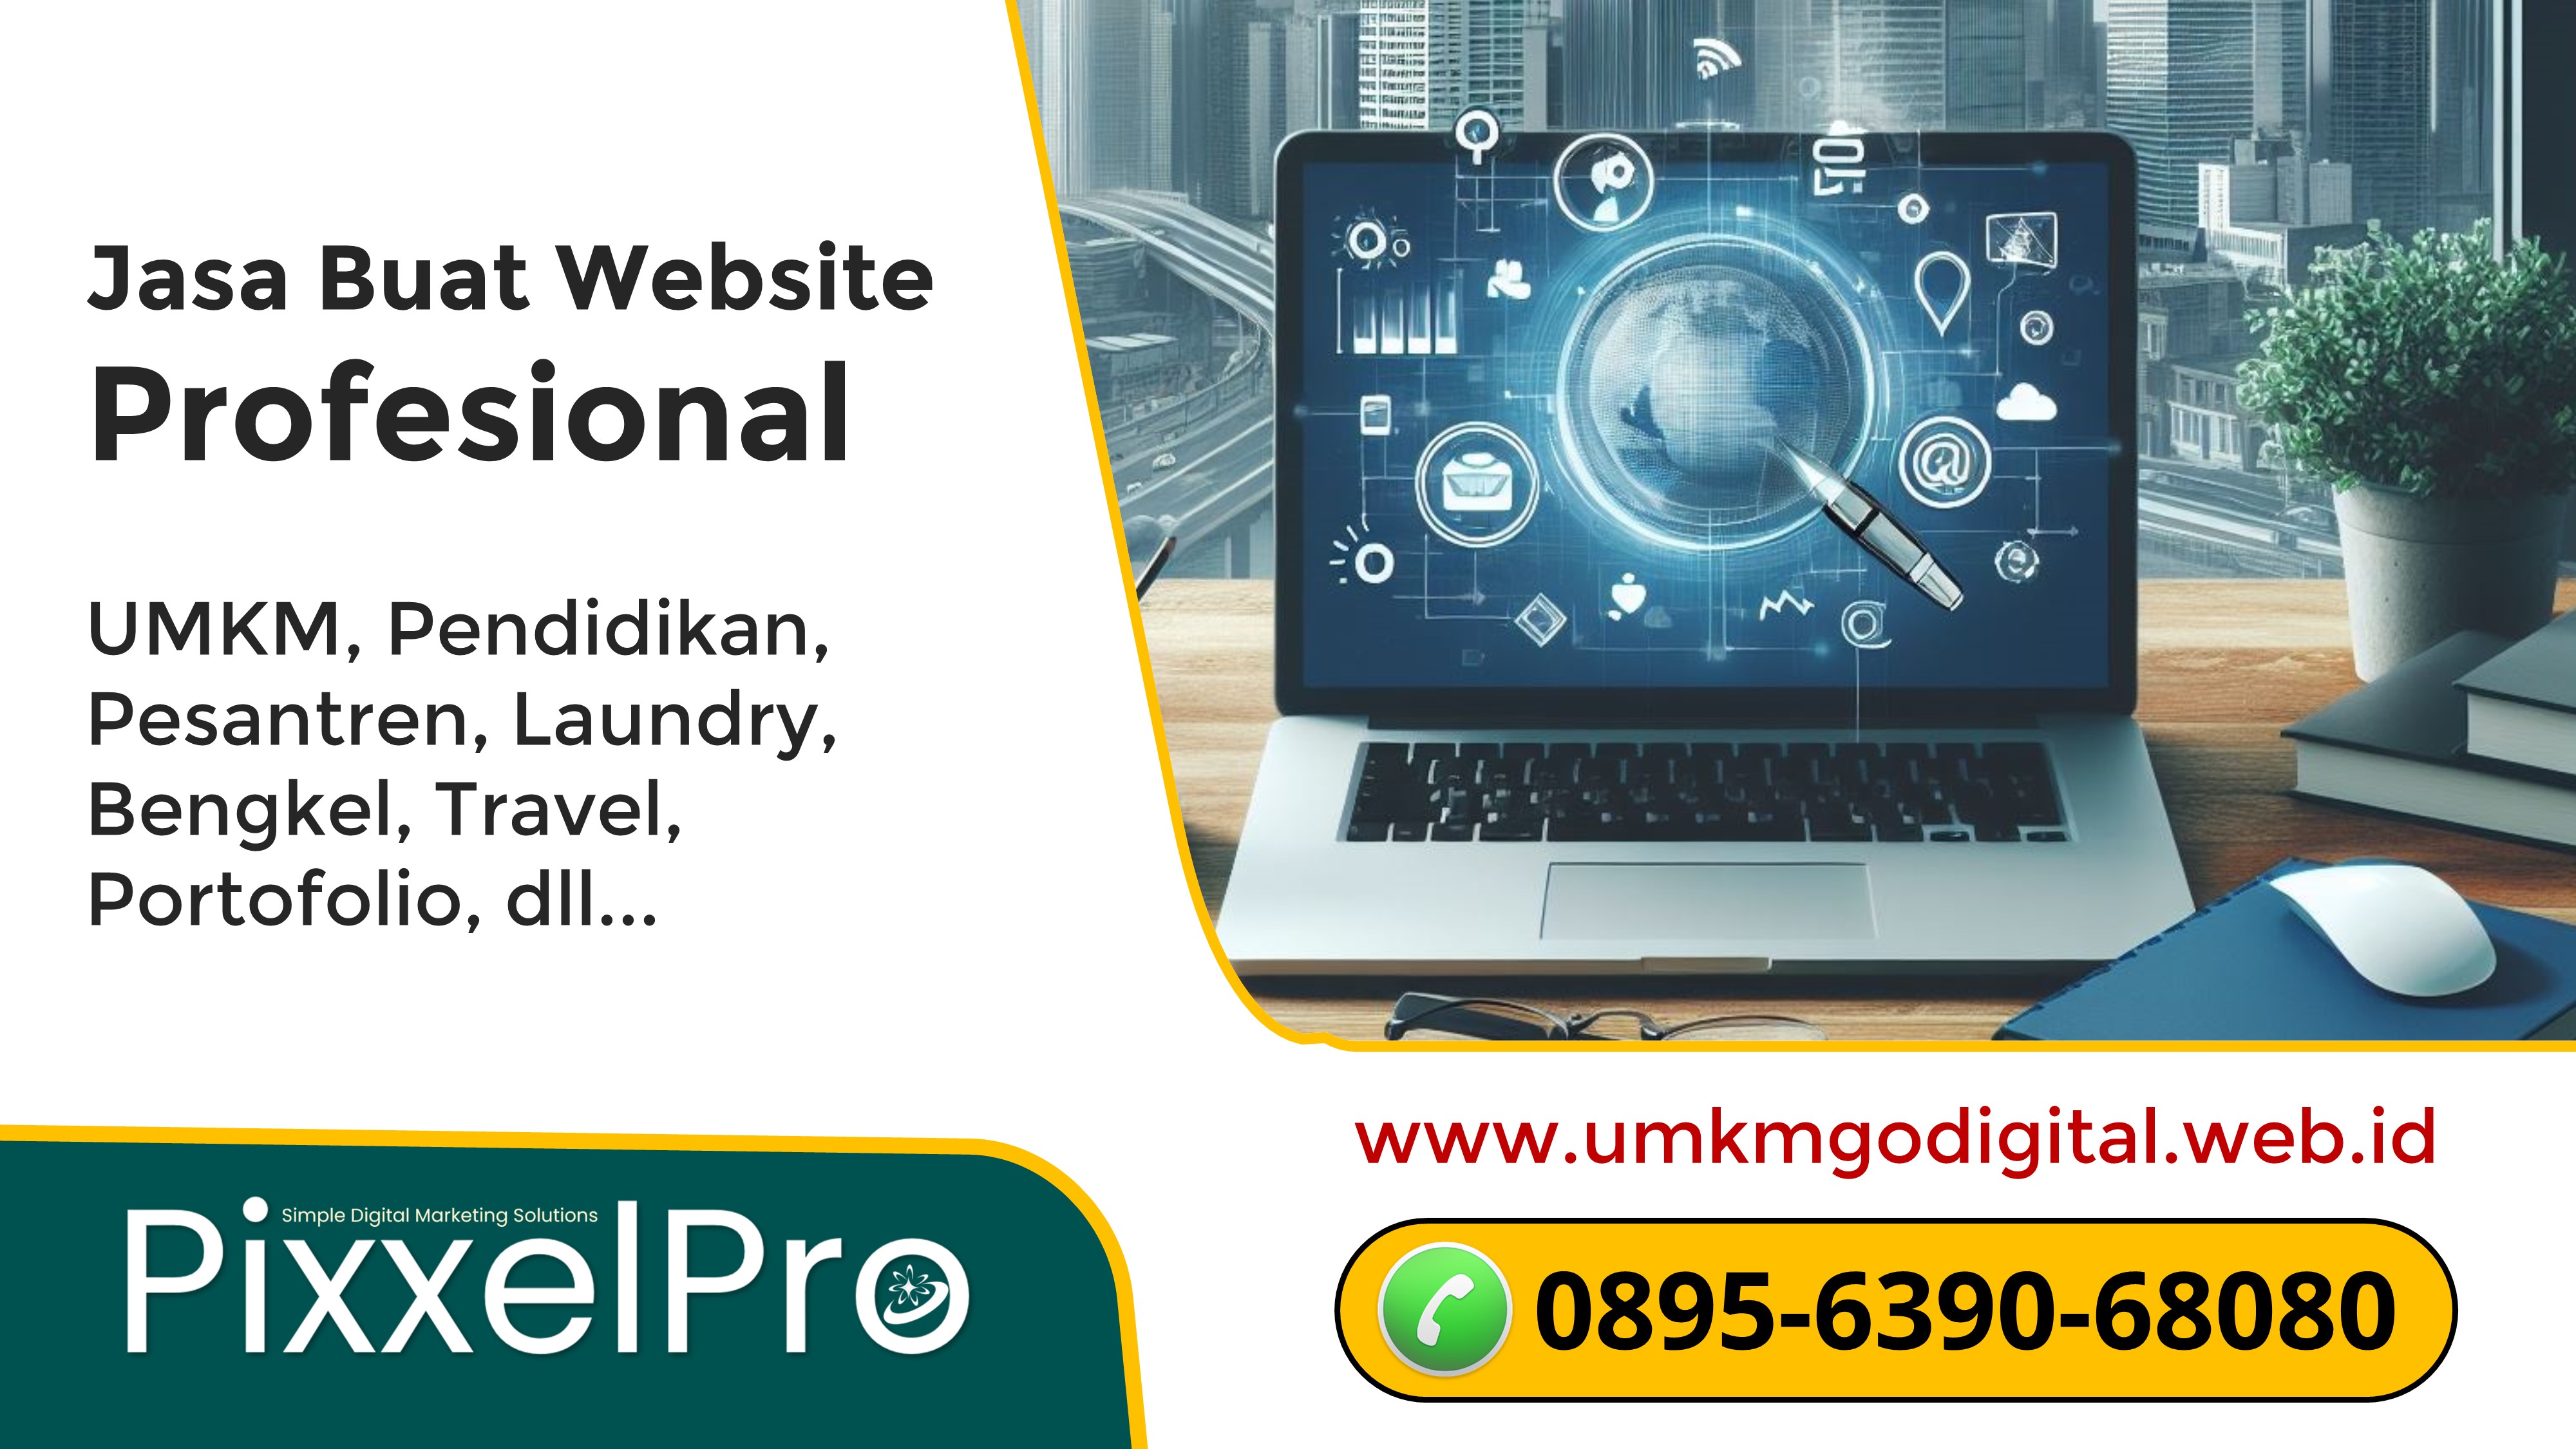 Jasa Buat Website
Profesional
UMKM, Pendidikan,
Pesantren, Laundry,
Bengkel, Travel,
Portofolio, dll...
Simple Digital Marketing Solutions
PixxelPro
www.umkmgodigital.web.id
0895-6390-68080